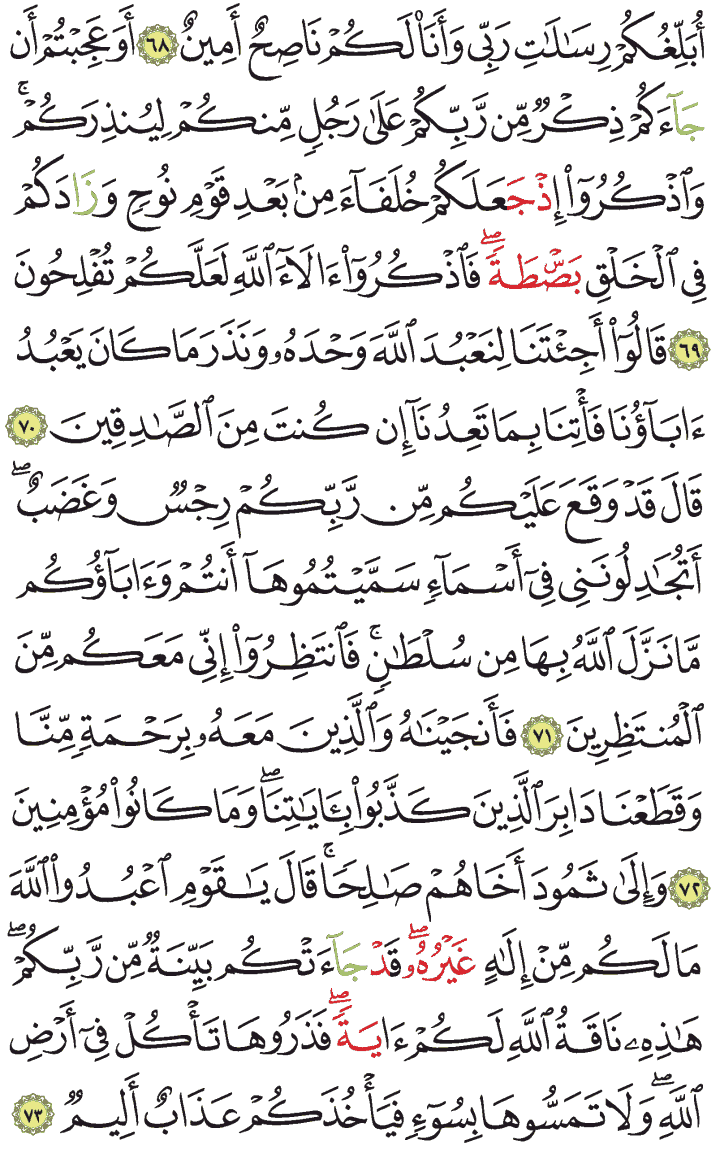 أُبَلِّغُكُمْ رِسَٰلَٰتِ رَبِّى وَأَنَا۠ لَكُمْ نَاصِحٌ أَمِينٌ ٦٨ أَوَعَجِبْتُمْ أَن
جَآءَكُمْ ذِكْرٌ مِّن رَّبِّكُمْ عَلَىٰ رَجُلٍ مِّنكُمْ لِيُنذِرَكُمْ ۚ
وَٱذْكُرُوٓا۟ إِذْ جَعَلَكُمْ خُلَفَآءَ مِنۢ بَعْدِ قَوْمِ نُوحٍ وَزَادَكُمْ
فِى ٱلْخَلْقِ بَصْۜطَةً ۖ فَٱذْكُرُوٓا۟ ءَالَآءَ ٱللَّهِ لَعَلَّكُمْ تُفْلِحُونَ
٦٩ قَالُوٓا۟ أَجِئْتَنَا لِنَعْبُدَ ٱللَّهَ وَحْدَهُۥ وَنَذَرَ مَا كَانَ يَعْبُدُ
ءَابَآؤُنَا فَأْتِنَا بِمَا تَعِدُنَآ إِن كُنتَ مِنَ ٱلصَّٰدِقِينَ ٧٠
قَالَ قَدْ وَقَعَ عَلَيْكُم مِّن رَّبِّكُمْ رِجْسٌ وَغَضَبٌ ۖ
أَتُجَٰدِلُونَنِى فِىٓ أَسْمَآءٍ سَمَّيْتُمُوهَآ أَنتُمْ وَءَابَآؤُكُم
مَّا نَزَّلَ ٱللَّهُ بِهَا مِن سُلْطَٰنٍ ۚ فَٱنتَظِرُوٓا۟ إِنِّى مَعَكُم مِّنَ
ٱلْمُنتَظِرِينَ ٧١ فَأَنجَيْنَٰهُ وَٱلَّذِينَ مَعَهُۥ بِرَحْمَةٍ مِّنَّا
وَقَطَعْنَا دَابِرَ ٱلَّذِينَ كَذَّبُوا۟ بِـَٔايَٰتِنَا ۖ وَمَا كَانُوا۟ مُؤْمِنِينَ
٧٢ وَإِلَىٰ ثَمُودَ أَخَاهُمْ صَٰلِحًا ۚ قَالَ يَٰقَوْمِ ٱعْبُدُوا۟ ٱللَّهَ
مَا لَكُم مِّنْ إِلَٰهٍ غَيْرُهُۥ ۖ قَدْ جَآءَتْكُم بَيِّنَةٌ مِّن رَّبِّكُمْ ۖ
هَٰذِهِۦ نَاقَةُ ٱللَّهِ لَكُمْ ءَايَةً ۖ فَذَرُوهَا تَأْكُلْ فِىٓ أَرْضِ
ٱللَّهِ ۖ وَلَا تَمَسُّوهَا بِسُوٓءٍ فَيَأْخُذَكُمْ عَذَابٌ أَلِيمٌ ٧٣